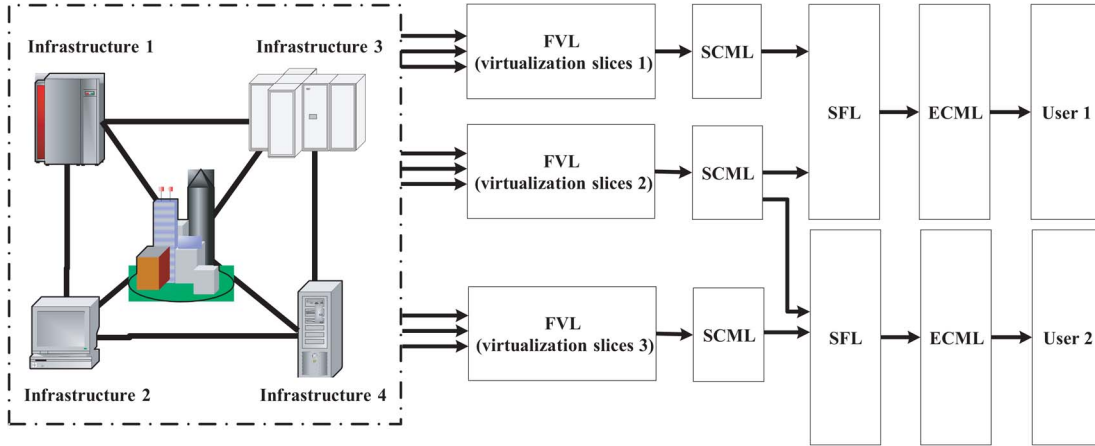 Infrastructure 1
Infrastructure 3
Infrastructure 2
Infrastructure 4
FVL
(virtualization slices 1)
SCML
FVL
(virtualization slices 2)
SCML
FVL
(virtualization slices 3)
SCML
SFL
ECML
User 1
SFL
ECML
User 2